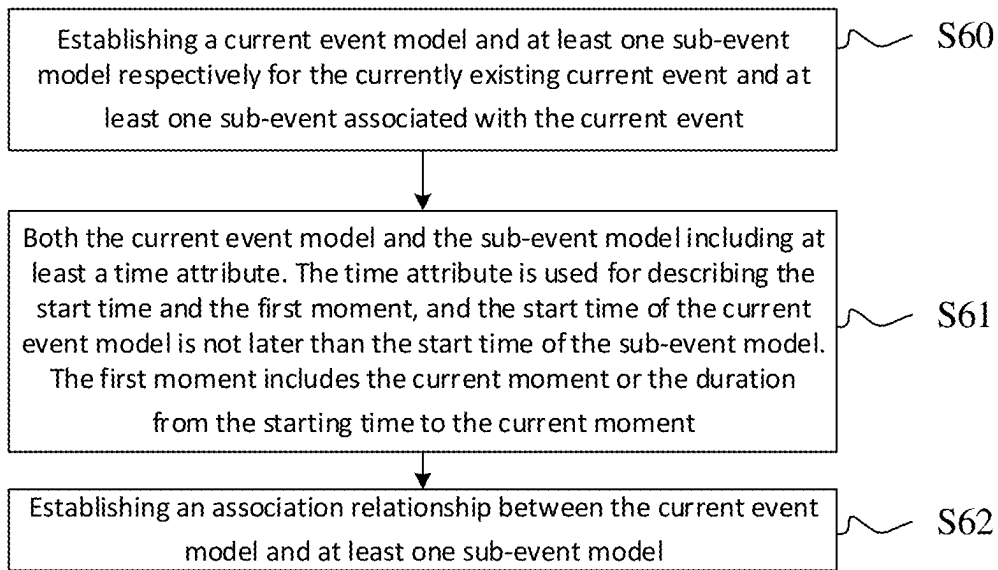 Establishing a current event model and at least one sub-event
model respectively for the currently existing current event and at
least one sub-event associated with the current event
S60
Both the current event model and the sub-event model including at
least a time attribute. The time attribute is used for describing the
start time and the first moment, and the start time of the current
event model is not later than the start time of the sub-event model.
The first moment includes the current moment or the duration
from the starting time to the current moment
S61
Establishing an association relationship between the current event
model and at least one sub-event model
S62